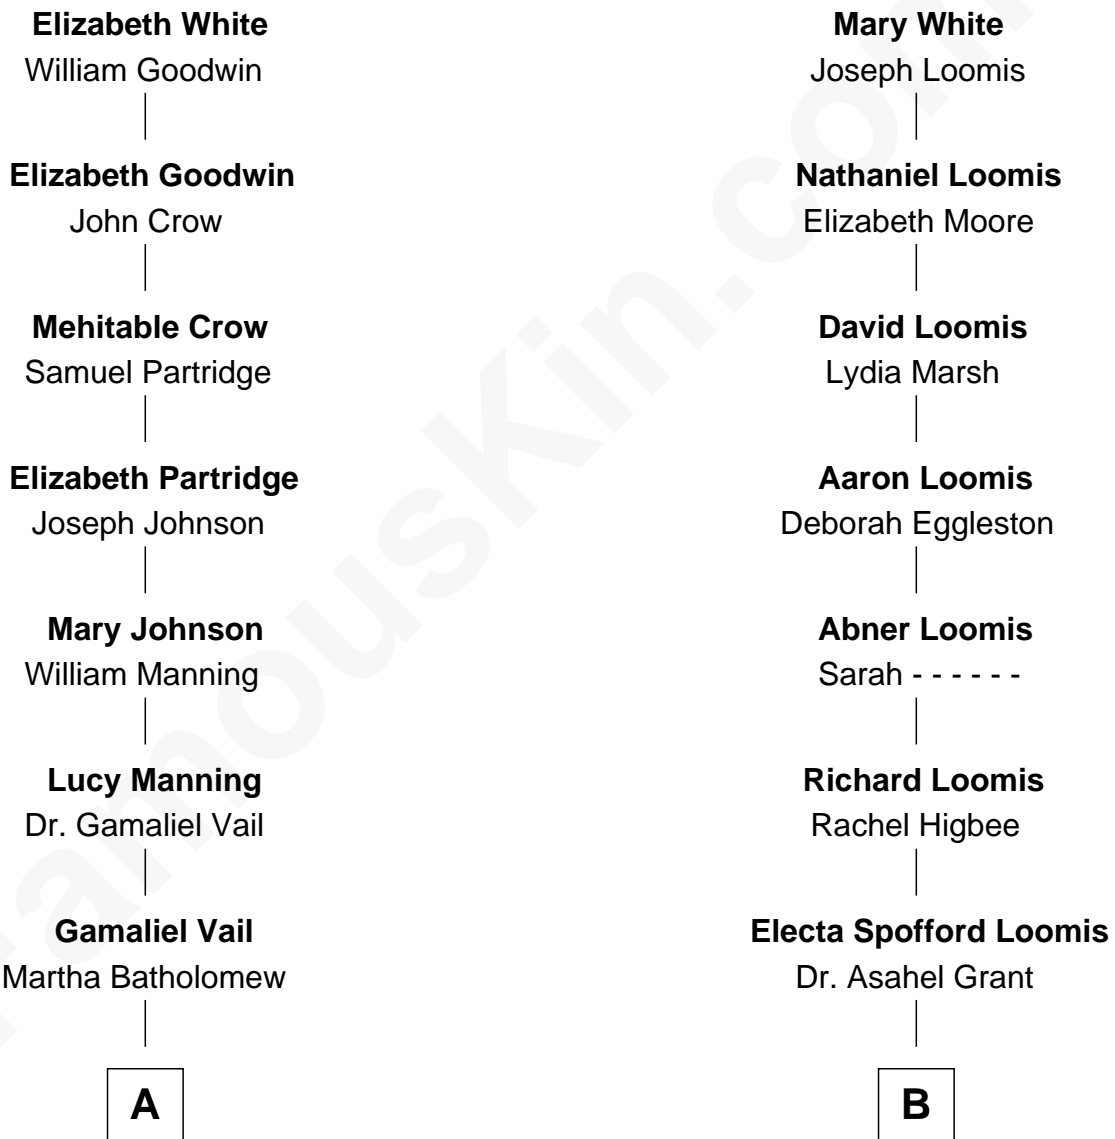 Elizabeth White
William Goodwin
Elizabeth Goodwin
John Crow
Mehitable Crow
Samuel Partridge
Elizabeth Partridge
Joseph Johnson
Mary Johnson
William Manning
Lucy Manning
Dr. Gamaliel Vail
Gamaliel Vail
Martha Batholomew
A
Mary White
Joseph Loomis
Nathaniel Loomis
Elizabeth Moore
David Loomis
Lydia Marsh
Aaron Loomis
Deborah Eggleston
Abner Loomis
Sarah - - - - - -
Richard Loomis
Rachel Higbee
Electa Spofford Loomis
Dr. Asahel Grant
B
FamousKin.com